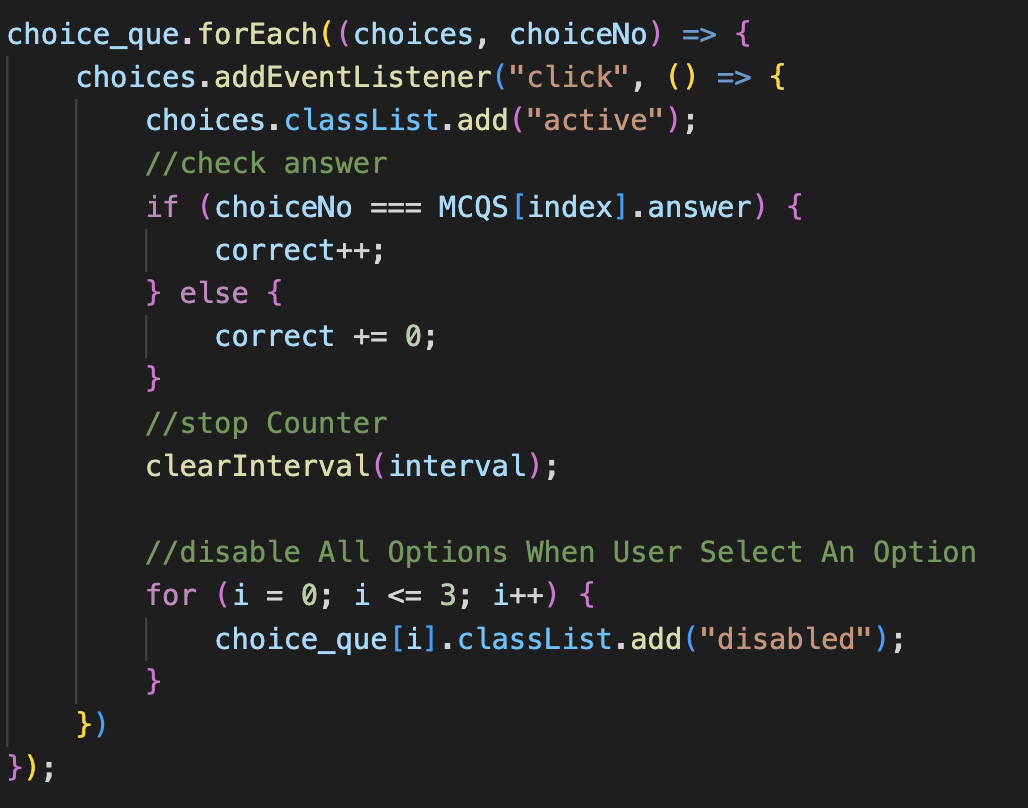 choice_que.forEach((choices, choiceNo) => {
    choices.addEventListener("click", () => {
        choices.classList.add("active");
        //check answer
        if (choiceNo === MCQS[index].answer) {
            correct++;
        } else {
            correct += 0;
        }
        //stop Counter
        clearInterval(interval);

        //disable All Options When User Select An Option
        for (i = 0; i <= 3; i++) {
            choice_que[i].classList.add("disabled");
        }
    })
});